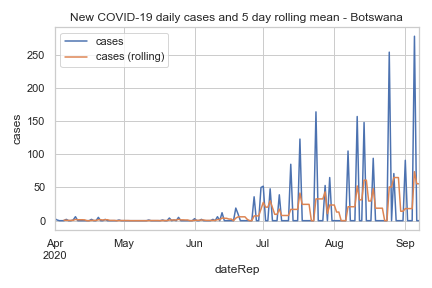 New COVID-19 daily cases and 5 day rolling mean - Botswana
cases
cases (rolling)
250
200
150
100
50
0
cases
Apr May Jun Jul Aug Sep
2020
dateRep